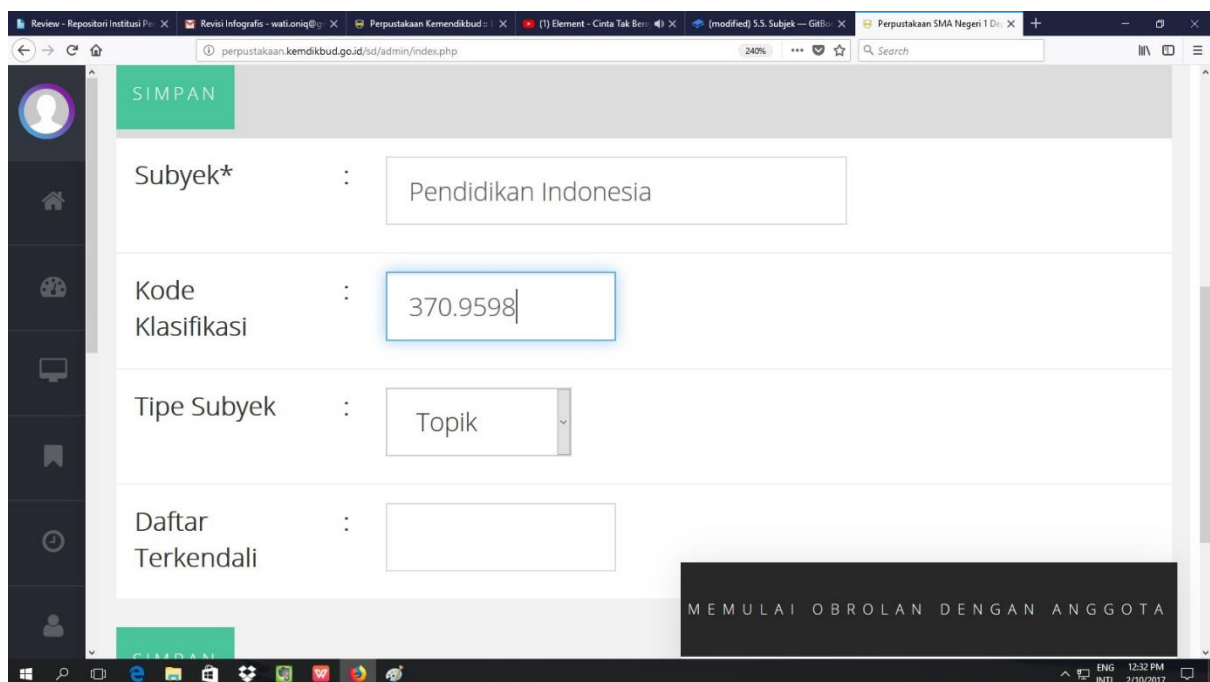 Review - Repositori Institusi Pe
Revisi Infografis - wati.oniq@g
Perpustakaan Kemendikbud ::
(1) Element - Cinta Tak Bers
(modified) 5.5. Subjek — GitBo
Perpustakaan SMA Negeri 1 De
perpustakaan.kemdikbud.go.id/sd/admin/index.php
240%
Search
SIMPAN
Subyek* : Pendidikan Indonesia
Kode : 370.9598
Klasifikasi
Tipe Subyek : Topik
Daftar :
Terkendali
MEMULAI OBROLAN DENGAN ANGGOTA
SIMPAN
ENG 12:32 PM
INTL 2/10/2017